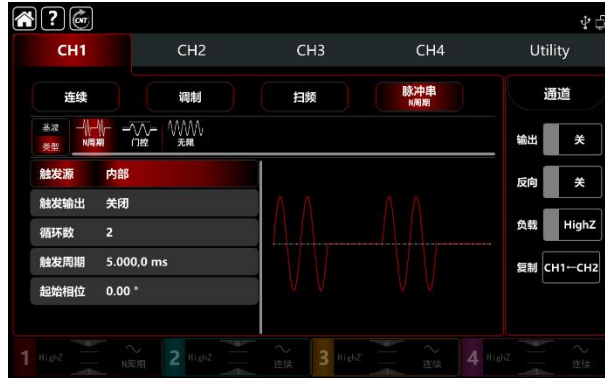 ? CNT
CH1 CH2 CH3 CH4 Utility
连续 调制 扫频 脉冲串 N周期 通道
基波 类型 N周期 门控 无限
输出 关
触发源 内部
反向 关
触发输出 关闭
循环数 2
负载 HighZ
触发周期 5.000,0 ms
复制 CH1←CH2
起始相位 0.00 °
1 HighZ N周期 2 HighZ 连续 3 HighZ 连续 4 HighZ 连续